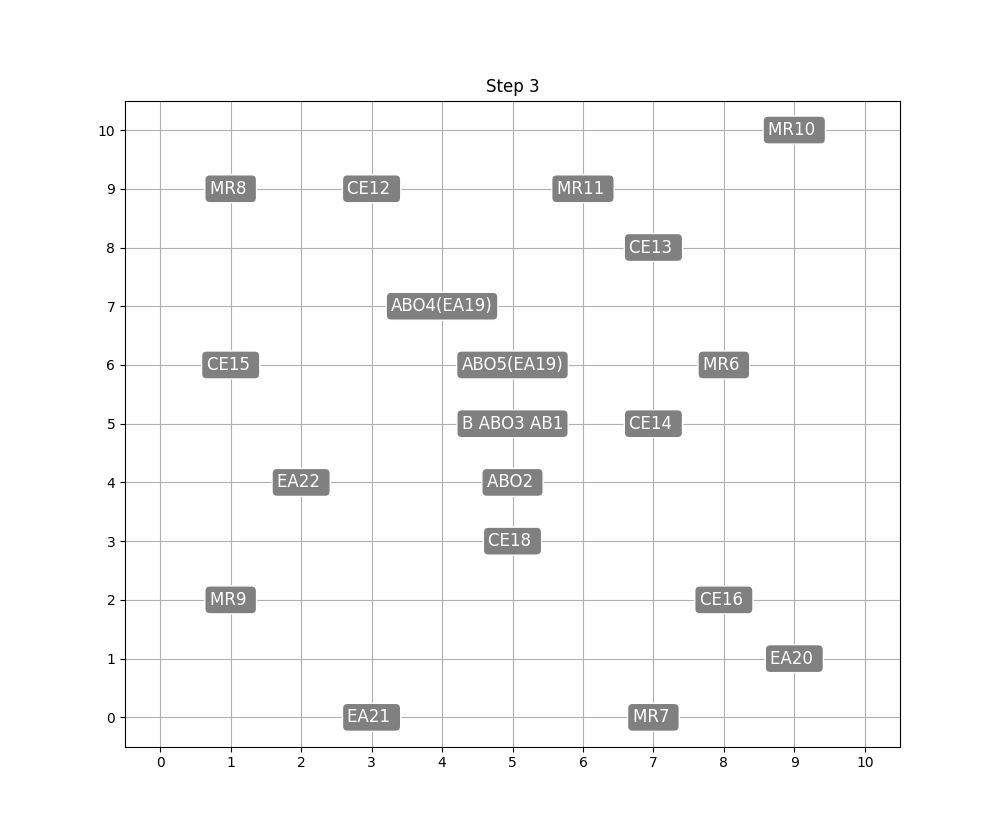 Step 3
10
MR10
9
MR8
CE12
MR11
8
CE13
7
ABO4(EA19)
6
CE15
ABO5(EA19)
MR6
5
B ABO3 AB1
CE14
4
EA22
ABO2
3
CE18
2
MR9
CE16
1
EA20
0
EA21
MR7
0 1 2 3 4 5 6 7 8 9 10